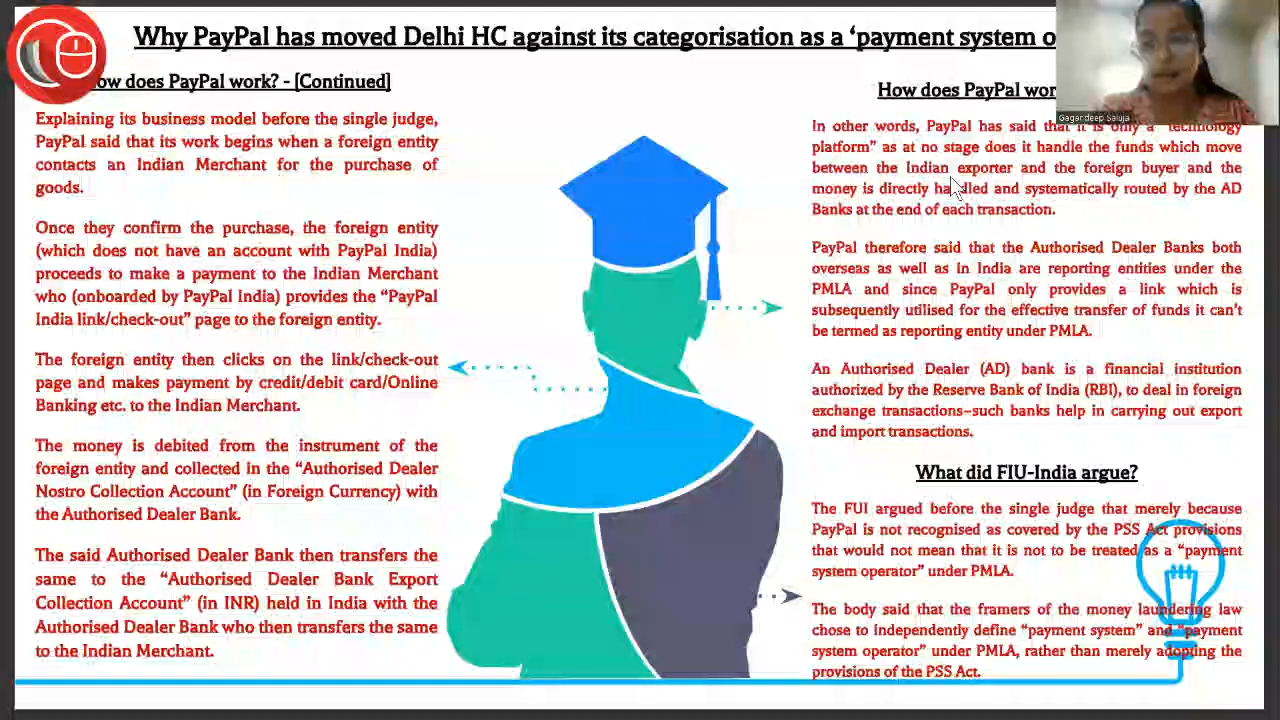 Why PayPal has moved Delhi HC against its categorisation as a ‘payment system o
ow does PayPal work? - [Continued]
Explaining its business model before the single judge,
PayPal said that its work begins when a foreign entity
contacts an Indian Merchant for the purchase of
goods.
Once they confirm the purchase, the foreign entity
(which does not have an account with PayPal India)
proceeds to make a payment to the Indian Merchant
who (onboarded by PayPal India) provides the “PayPal
India link/check-out” page to the foreign entity.
The foreign entity then clicks on the link/check-out
page and makes payment by credit/debit card/Online
Banking etc. to the Indian Merchant.
The money is debited from the instrument of the
foreign entity and collected in the “Authorised Dealer
Nostro Collection Account” (in Foreign Currency) with
the Authorised Dealer Bank.
The said Authorised Dealer Bank then transfers the
same to the “Authorised Dealer Bank Export
Collection Account” (in INR) held in India with the
Authorised Dealer Bank who then transfers the same
to the Indian Merchant.
How does PayPal wor
Gagandeep Saluja
In other words, PayPal has said that it is only a “technology
platform” as at no stage does it handle the funds which move
between the Indian exporter and the foreign buyer and the
money is directly handled and systematically routed by the AD
Banks at the end of each transaction.
PayPal therefore said that the Authorised Dealer Banks both
overseas as well as in India are reporting entities under the
PMLA and since PayPal only provides a link which is
subsequently utilised for the effective transfer of funds it can’t
be termed as reporting entity under PMLA.
An Authorised Dealer (AD) bank is a financial institution
authorized by the Reserve Bank of India (RBI), to deal in foreign
exchange transactions–such banks help in carrying out export
and import transactions.
What did FIU-India argue?
The FUI argued before the single judge that merely because
PayPal is not recognised as covered by the PSS Act provisions
that would not mean that it is not to be treated as a “payment
system operator” under PMLA.
The body said that the framers of the money laundering law
chose to independently define “payment system” and “payment
system operator” under PMLA, rather than merely adopting the
provisions of the PSS Act.